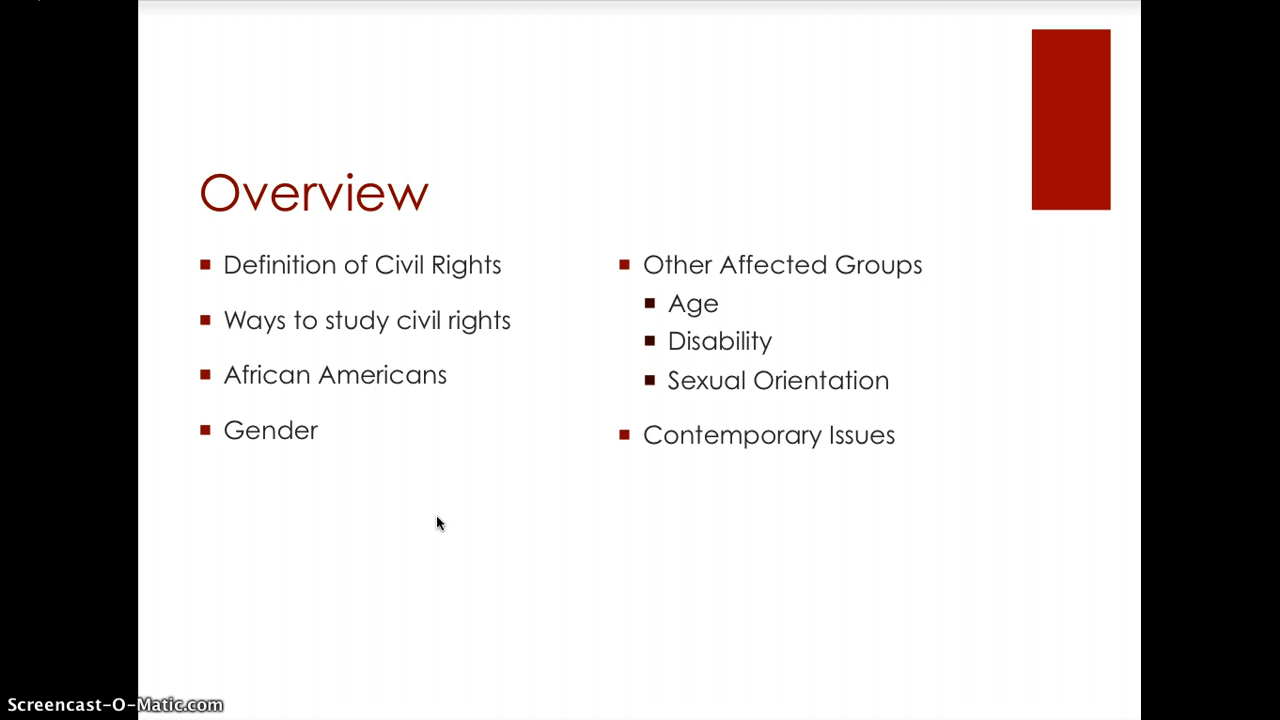 Overview
Definition of Civil Rights
Ways to study civil rights
African Americans
Gender
Other Affected Groups
Age
Disability
Sexual Orientation
Contemporary Issues
Screencast-O-Matic.com